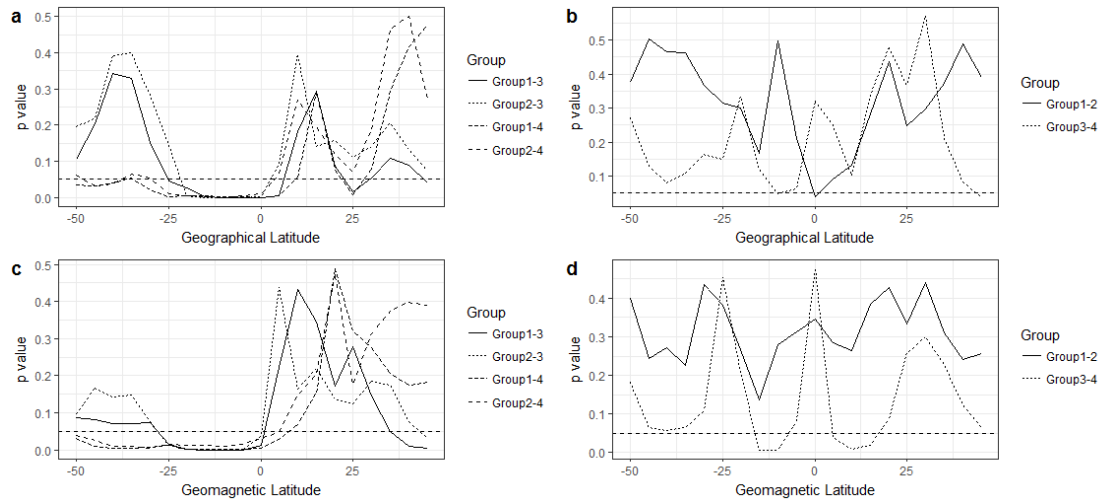 a
0.5
0.4
0.3
0.2
0.1
0.0
p value
-50
-25
0
25
Geographical Latitude
Group
Group1-3
Group2-3
Group1-4
Group2-4
b
0.5
0.4
0.3
0.2
0.1
p value
-50
-25
0
25
Geographical Latitude
Group
Group1-2
Group3-4
c
0.5
0.4
0.3
0.2
0.1
0.0
p value
-50
-25
0
25
Geomagnetic Latitude
Group
Group1-3
Group2-3
Group1-4
Group2-4
d
0.4
0.3
0.2
0.1
0.0
p value
-50
-25
0
25
Geomagnetic Latitude
Group
Group1-2
Group3-4